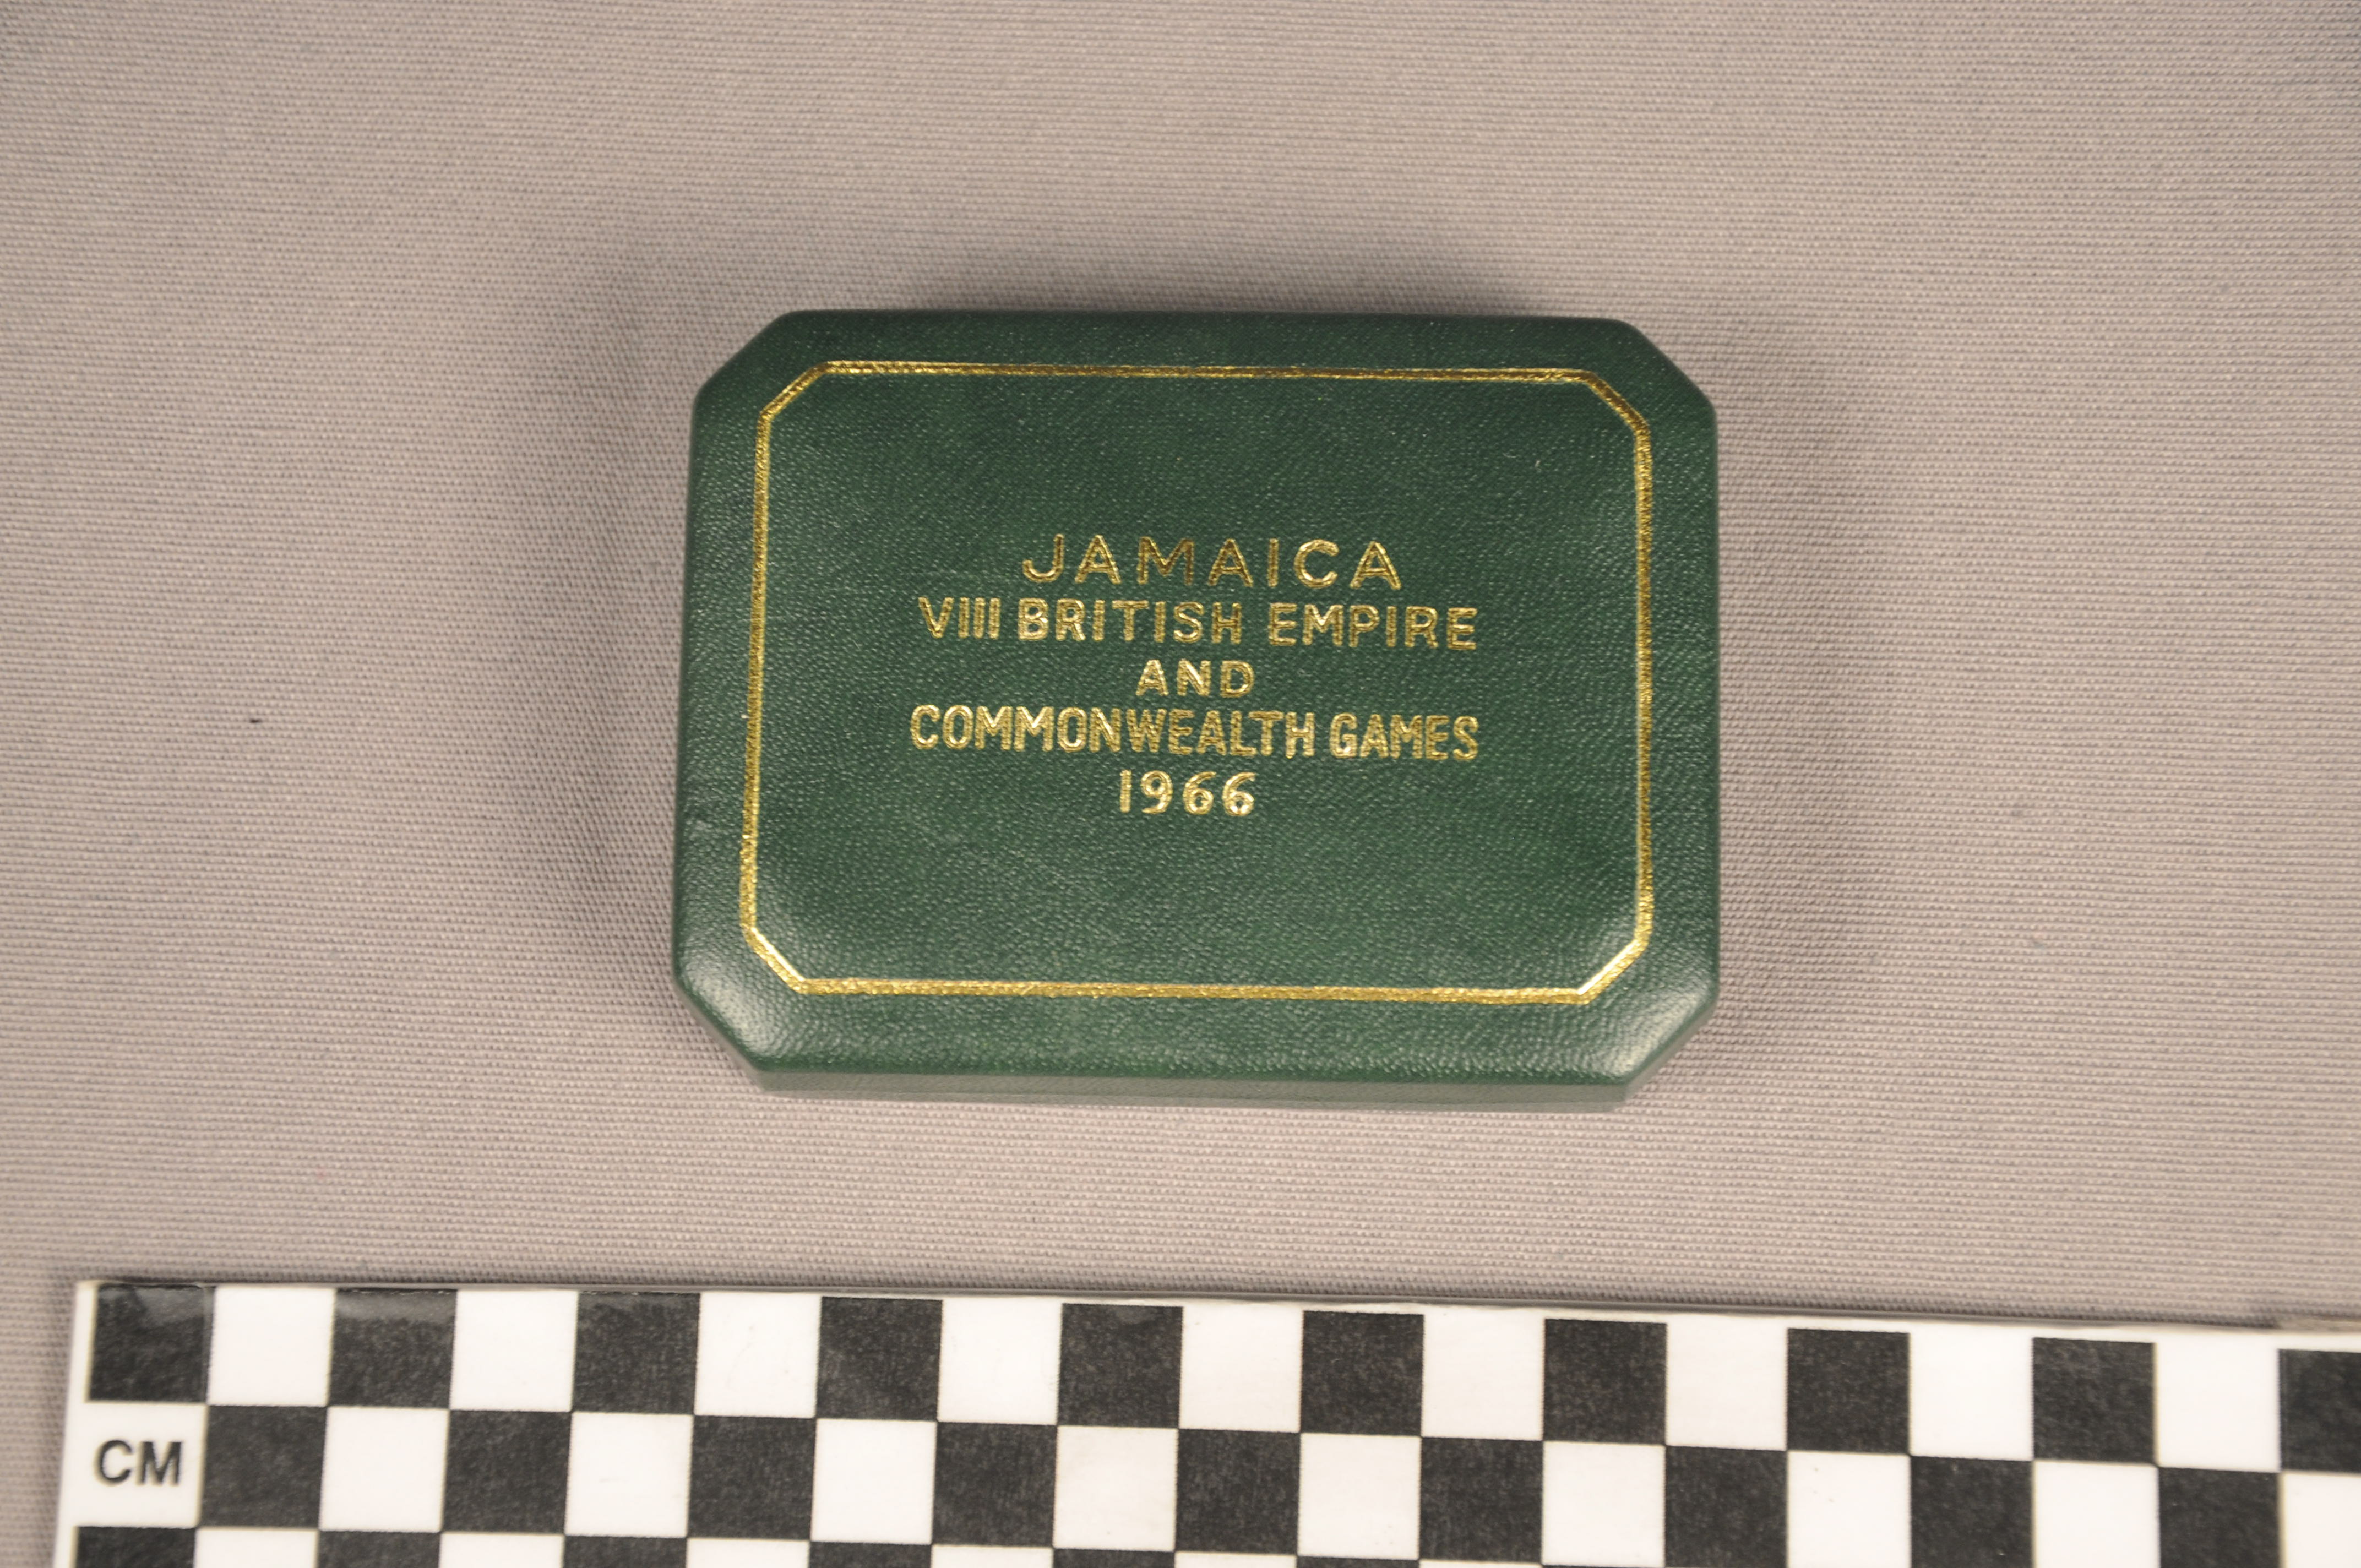 JAMAICA
VIII BRITISH EMPIRE
AND
COMMONWEALTH GAMES
1966
CM